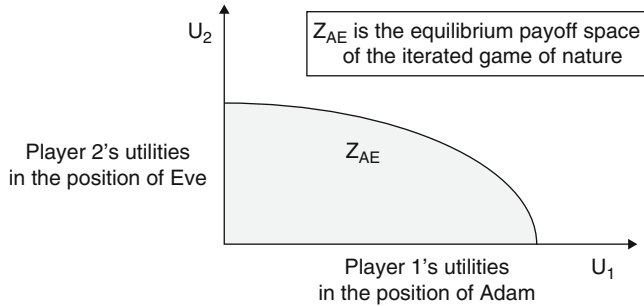 U2
Z_AE is the equilibrium payoff space
of the iterated game of nature
Player 2's utilities
in the position of Eve
Z_AE
Player 1's utilities
in the position of Adam
U1